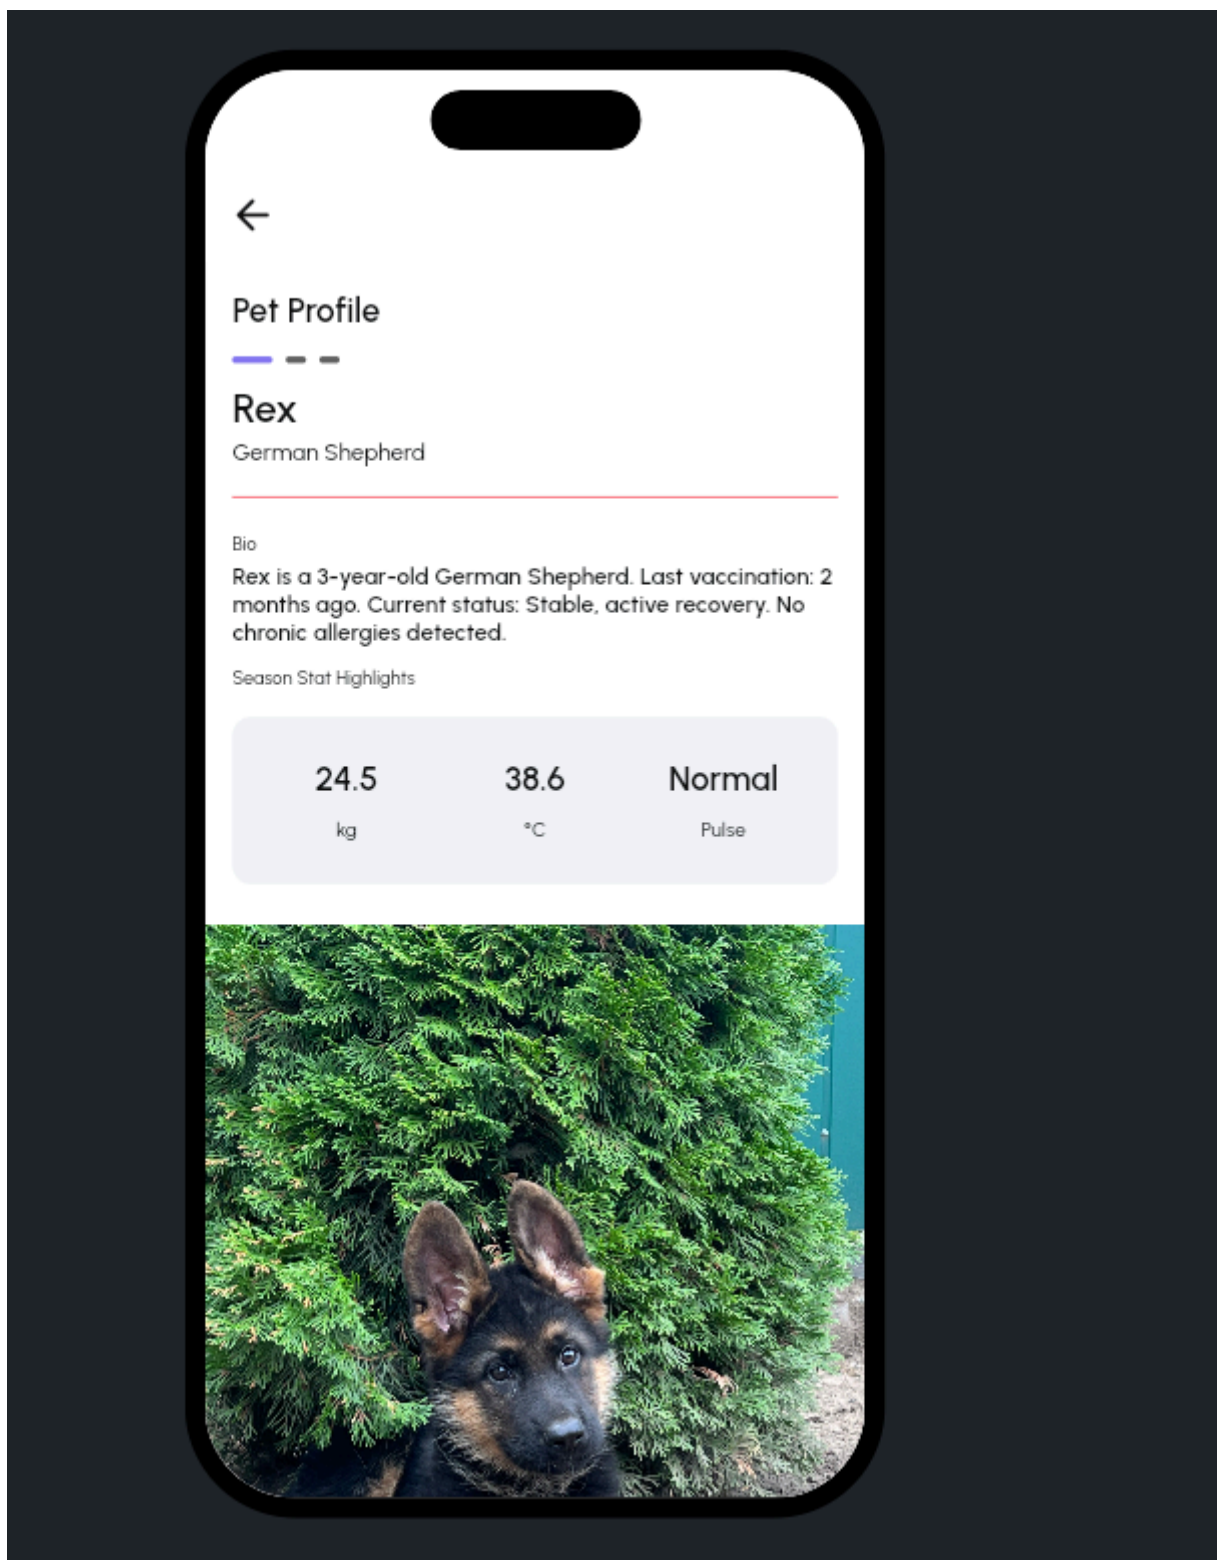 Pet Profile
Rex
German Shepherd
Bio
Rex is a 3-year-old German Shepherd. Last vaccination: 2
months ago. Current status: Stable, active recovery. No
chronic allergies detected.
Season Stat Highlights
24.5 38.6 Normal
kg °C Pulse